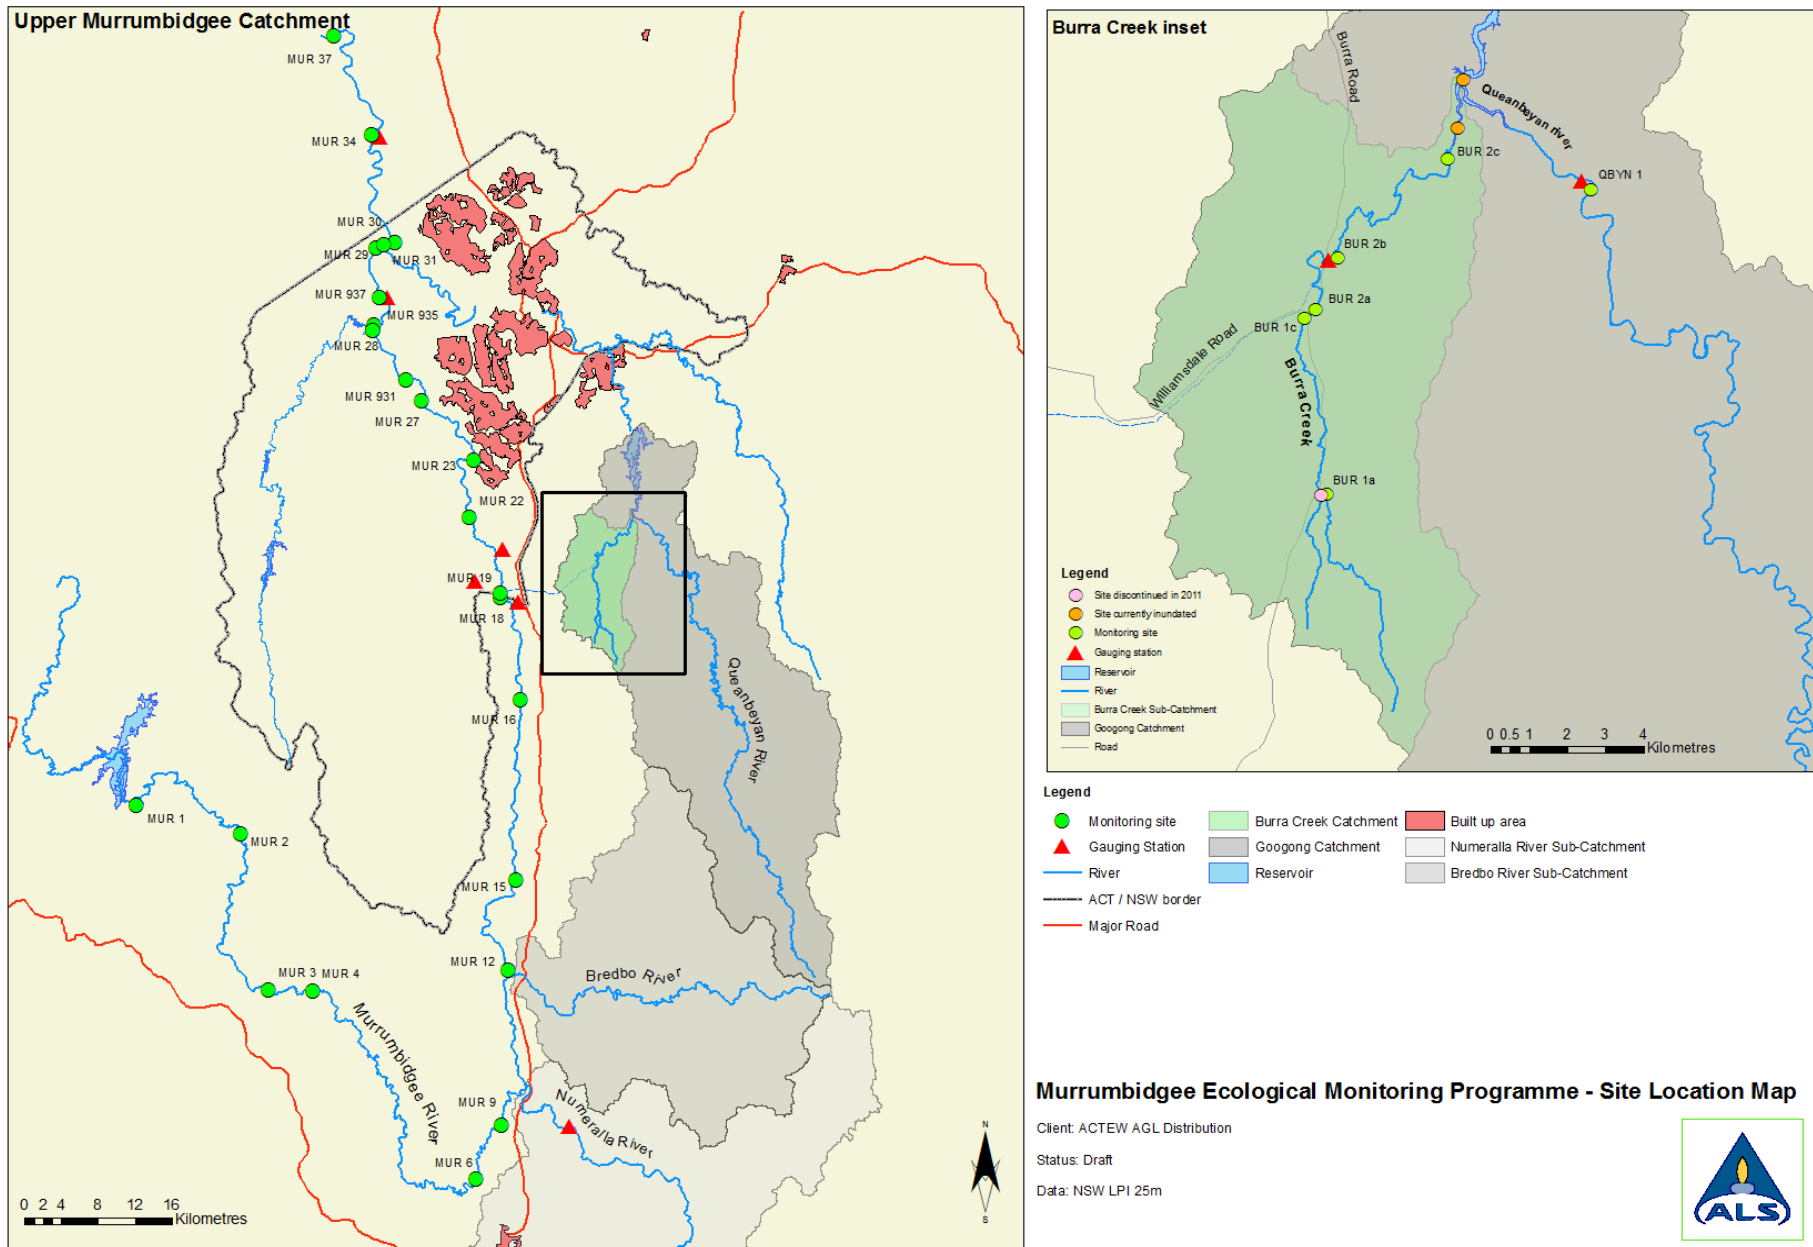 Upper Murrumbidgee Catchment
MUR 37
MUR 34
MUR 30
MUR 29
MUR 31
MUR 937
MUR 935
MUR 28
MUR 931
MUR 27
MUR 23
MUR 22
MUR 19
MUR 18
MUR 16
Queanbeyan River
MUR 1
MUR 2
MUR 15
MUR 12
Bredbo River
MUR 3
MUR 4
Murrumbidgee River
MUR 9
Numeralla River
MUR 6
N
S
0 2 4 8 12 16
Kilometres
Burra Creek inset
Burra Road
Queanbeyan river
BUR 2c
QBYN 1
BUR 2b
BUR 2a
BUR 1c
Williamsdale Road
Burra Creek
BUR 1a
Legend
Site discontinued in 2011
Site currently inundated
Monitoring site
Gauging station
Reservoir
River
Burra Creek Sub-Catchment
Googong Catchment
Road
0 0.5 1 2 3 4
Kilometres
Legend
Monitoring site
Gauging Station
River
ACT / NSW border
Major Road
Burra Creek Catchment
Googong Catchment
Reservoir
Built up area
Numeralla River Sub-Catchment
Bredbo River Sub-Catchment
Murrumbidgee Ecological Monitoring Programme - Site Location Map
Client: ACTEW AGL Distribution
Status: Draft
Data: NSW LPI 25m
ALS